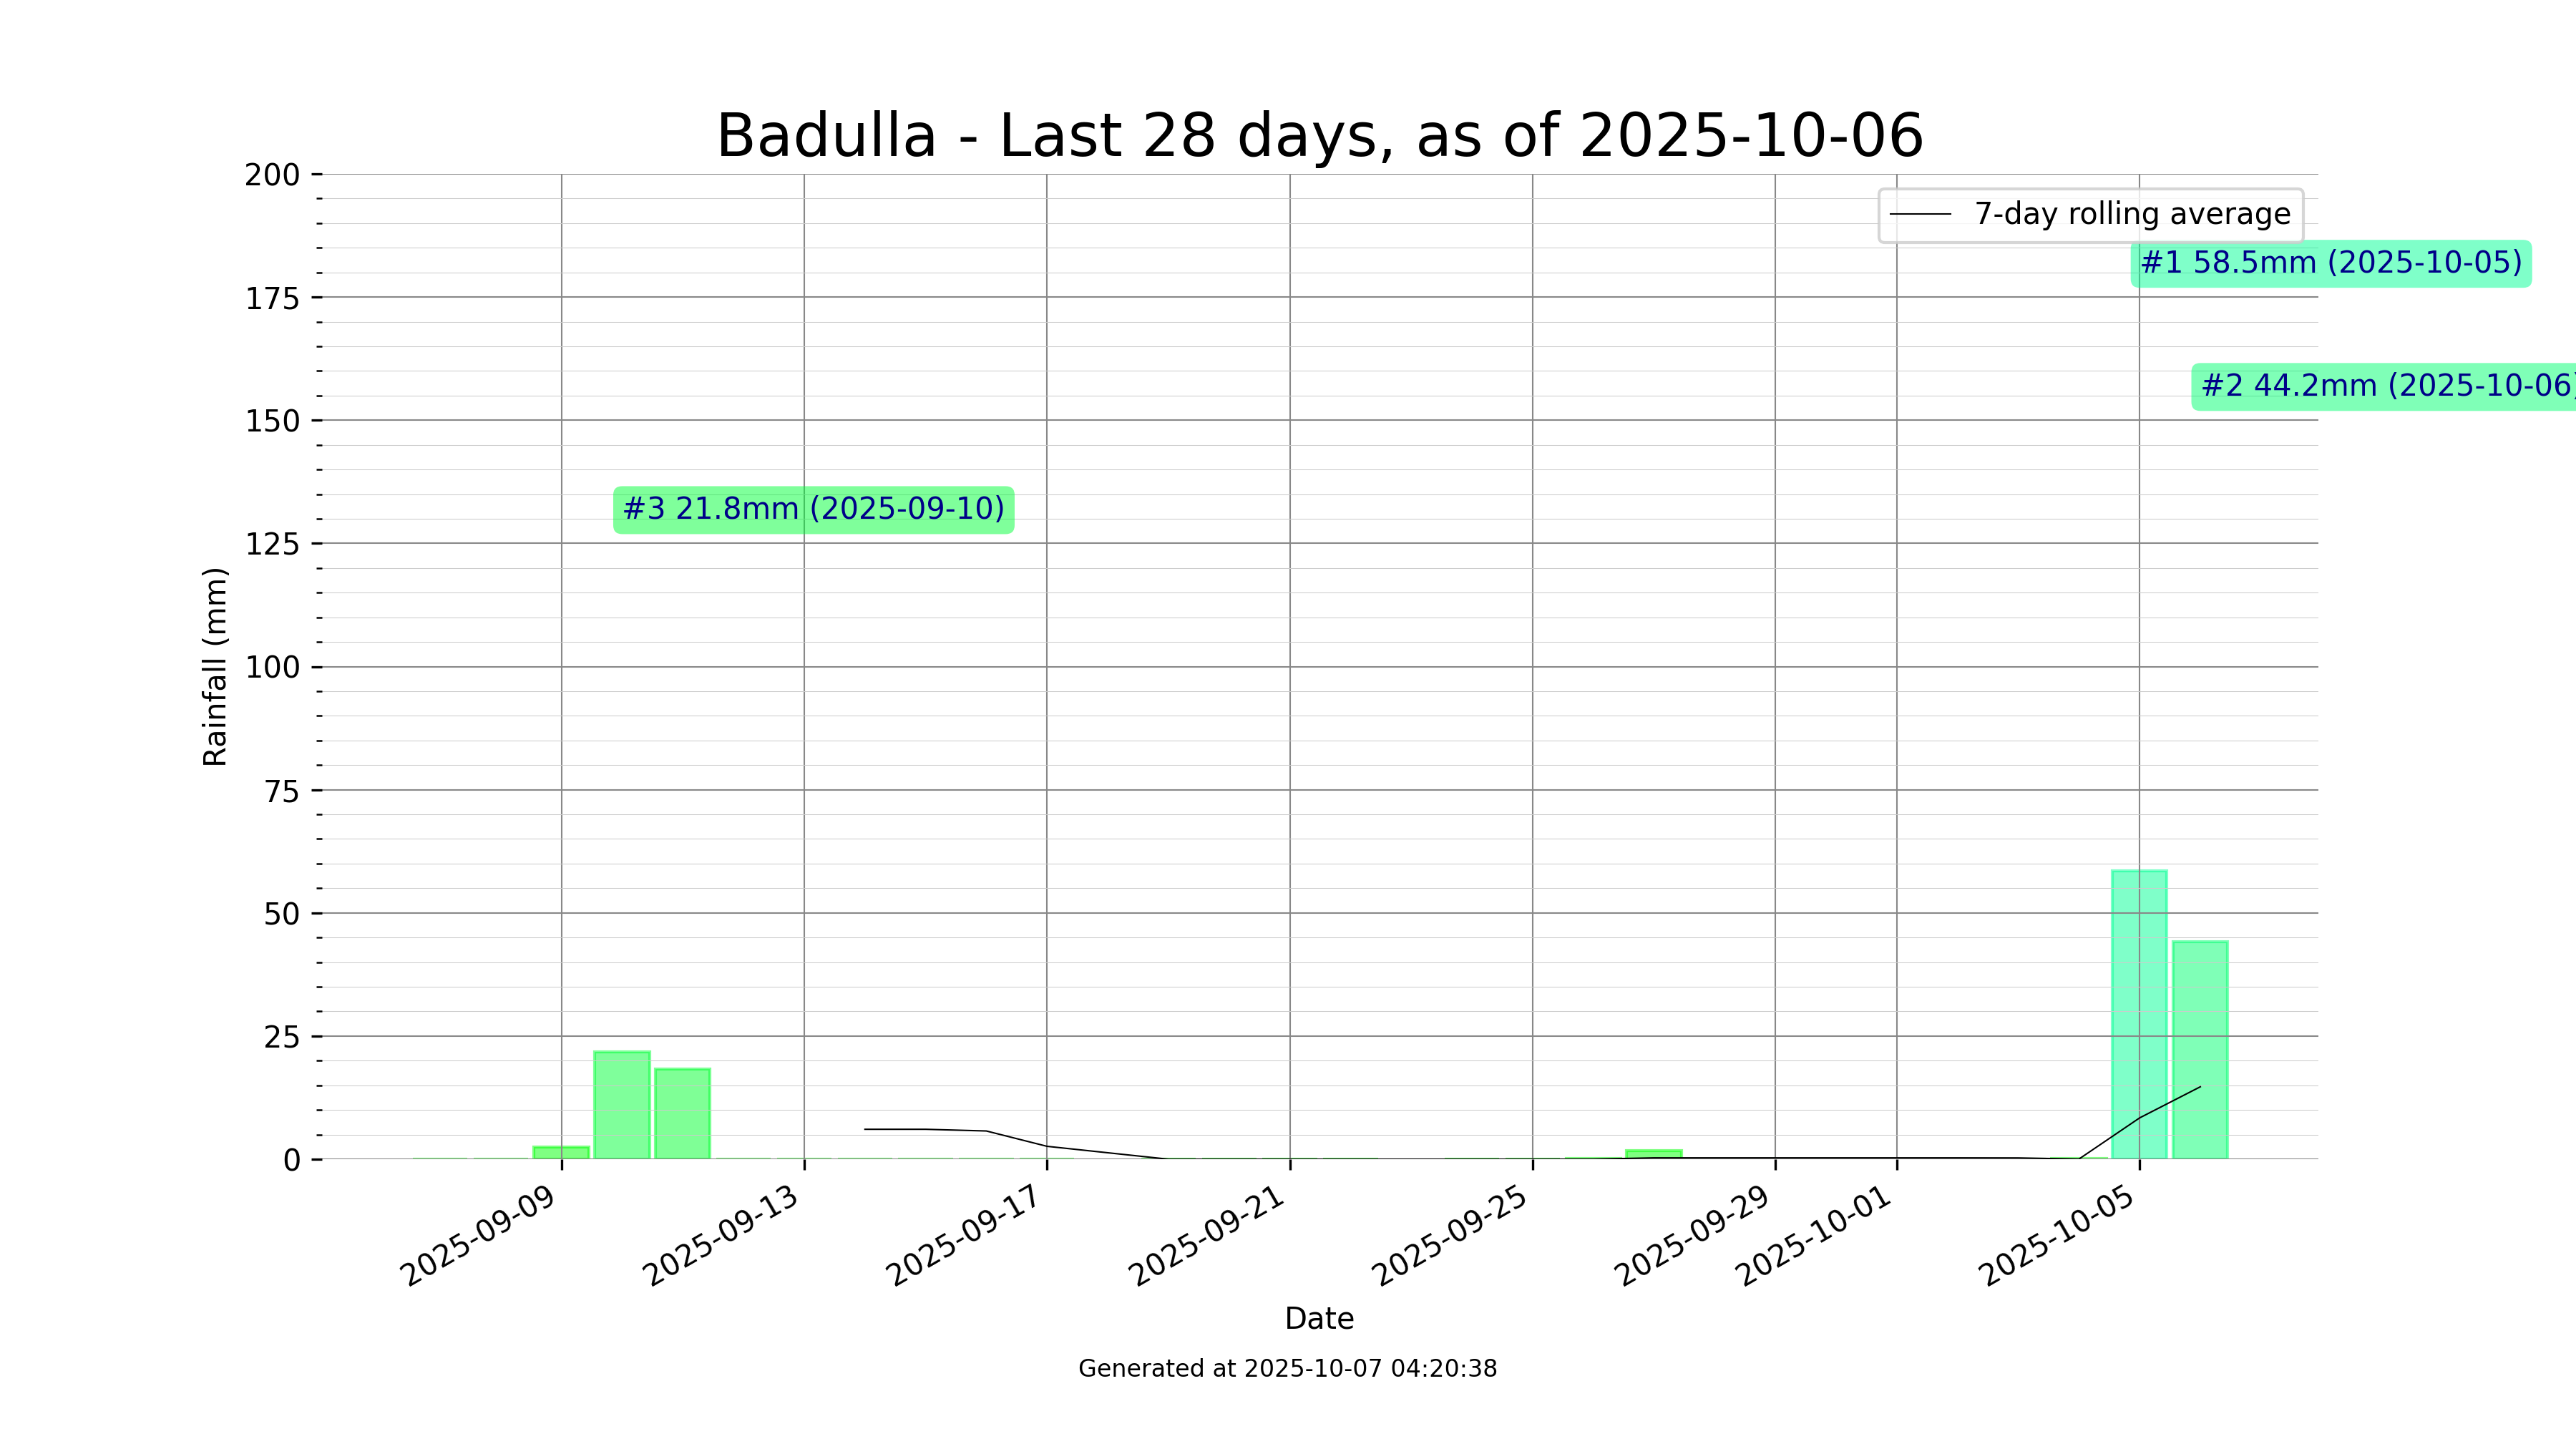 Badulla - Last 28 days, as of 2025-10-06
7-day rolling average
#1 58.5mm (2025-10-05)
#2 44.2mm (2025-10-06)
#3 21.8mm (2025-09-10)
Rainfall (mm)
200
175
150
125
100
75
50
25
0
2025-09-09
2025-09-13
2025-09-17
2025-09-21
2025-09-25
2025-09-29
2025-10-01
2025-10-05
Date
Generated at 2025-10-07 04:20:38